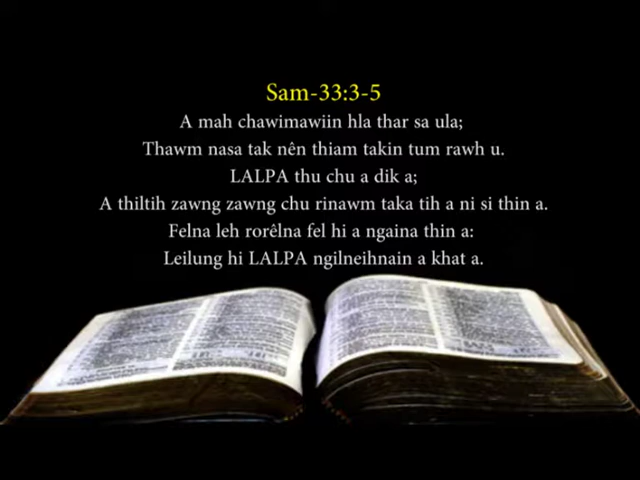 Sam-33:3-5
A mah chawimawiin hla thar sa ula;
Thawm nasa tak nên thiam takin tum rawh u.
LALPA thu chu a dik a;
A thiltih zawng zawng chu rinawm taka tih a ni si thin a.
Felna leh rorêlna fel hi a ngaina thin a:
Leilung hi LALPA ngilneihnain a khat a.